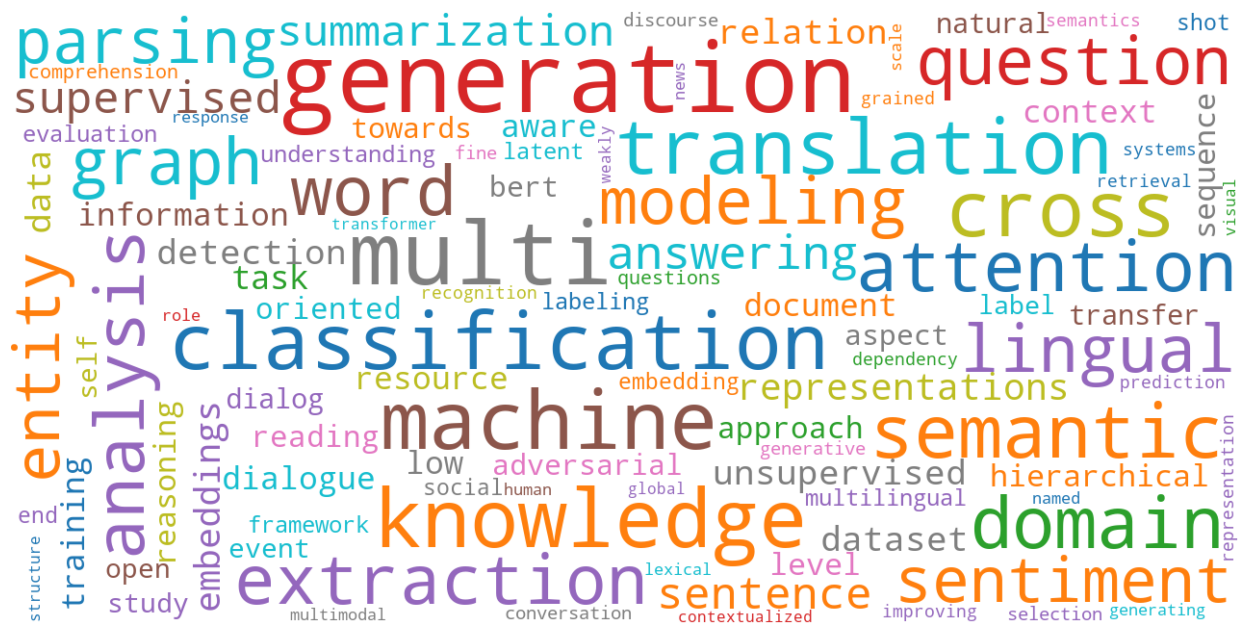 discourse
natural
semantics
shot
parsing
summarization
relation
scale
generation
question
comprehension
news
supervised
grained
context
response
towards
aware
evaluation
translation
sequence
graph
understanding
fine
latent
weakly
systems
data
word
bert
modeling
retrieval
visual
information
cross
transformer
multi
detection
answering
attention
task
questions
entity
analysis
recognition
labeling
oriented
document
label
transfer
role
classification
aspect
lingual
self
dependency
resource
embedding
representations
prediction
dialog
machine
reasoning
embeddings
reading
approach
semantic
generative
representation
low
adversarial
unsupervised
hierarchical
training
dialogue
social
human
global
multilingual
named
end
framework
knowledge
dataset
domain
event
structure
open
extraction
lexical
level
sentiment
study
sentence
multimodal
conversation
contextualized
improving
selection
generating